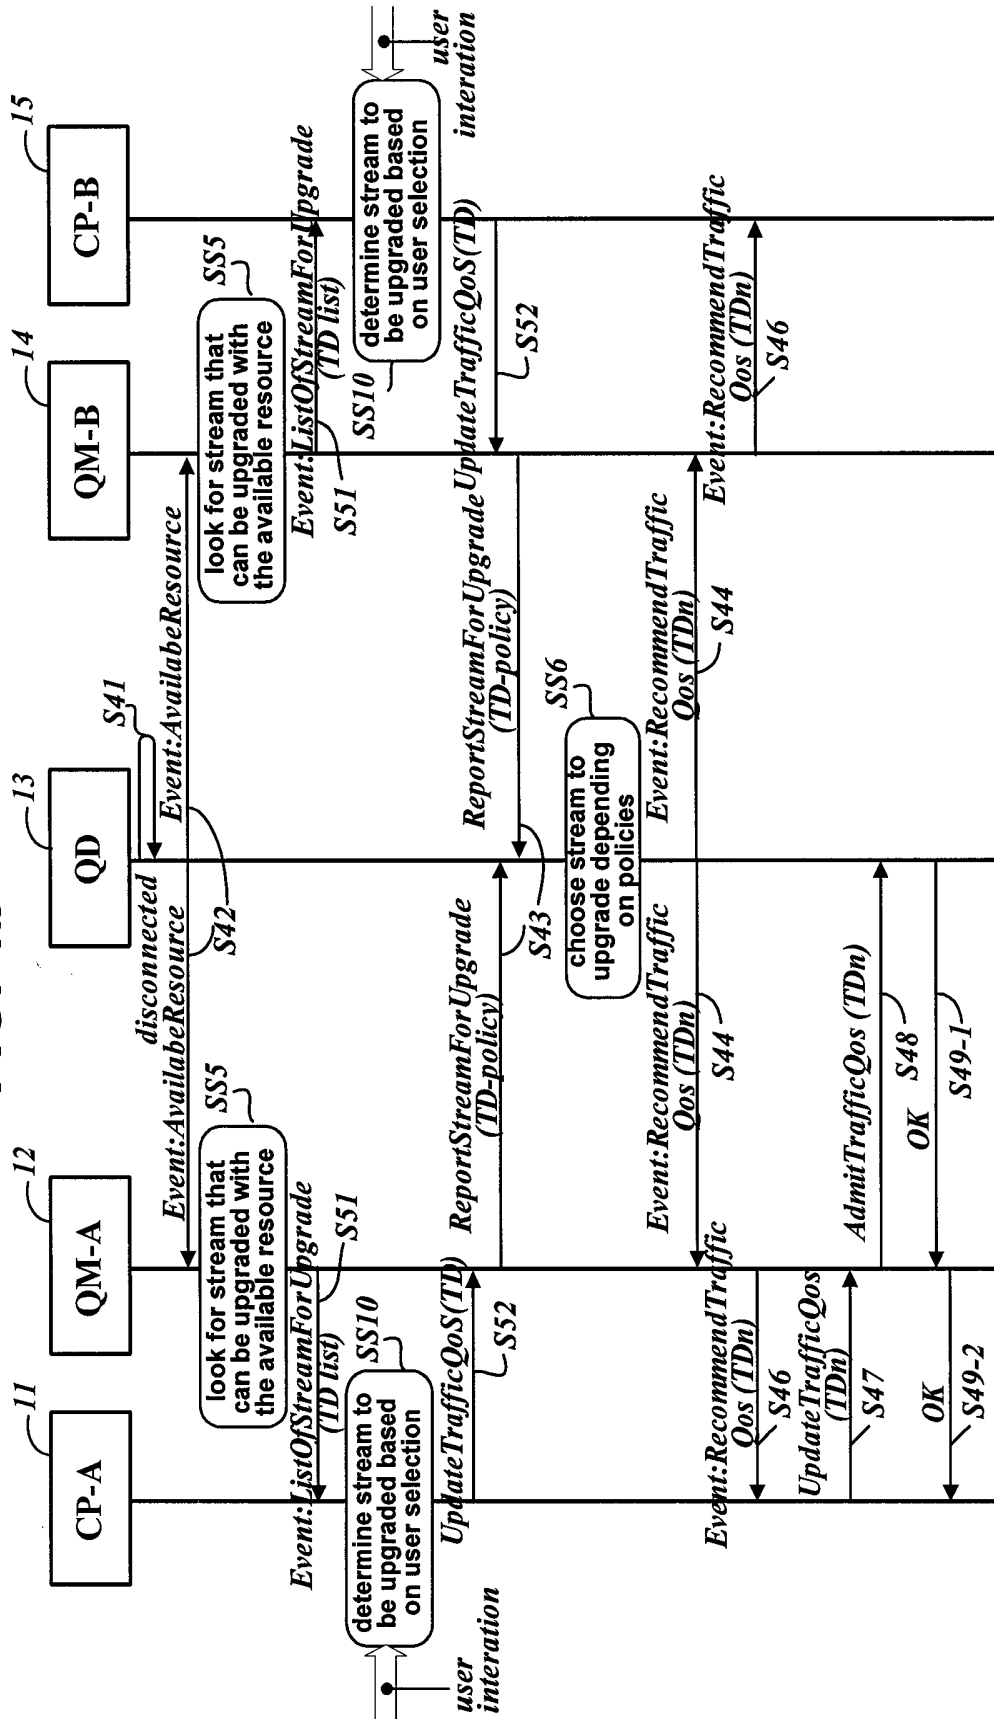 11
12
13
14
15
CP-A
QM-A
QD
QM-B
CP-B
disconnected
S41
Event:AvailabeResource
Event:AvailabeResource
S42
SS5
look for stream that
can be upgraded with
the available resource
SS5
look for stream that
can be upgraded with
the available resource
Event:ListOfStreamForUpgrade
(TD list)
S51
Event:ListOfStreamForUpgrade
(TD list)
S51
SS10
determine stream to
be upgraded based
on user selection
user
interation
SS10
determine stream to
be upgraded based
on user selection
user
interation
UpdateTrafficQoS(TD)
S52
UpdateTrafficQoS(TD)
S52
ReportStreamForUpgrade
(TD-policy)
ReportStreamForUpgrade
(TD-policy)
S43
SS6
choose stream to
upgrade depending
on policies
Event:RecommendTraffic
Qos (TDn)
S44
Event:RecommendTraffic
Qos (TDn)
S44
Event:RecommendTraffic
Qos (TDn)
S46
Event:RecommendTraffic
Qos (TDn)
S46
UpdateTrafficQos
(TDn)
S47
AdmitTrafficQos (TDn)
S48
OK
S49-1
OK
S49-2